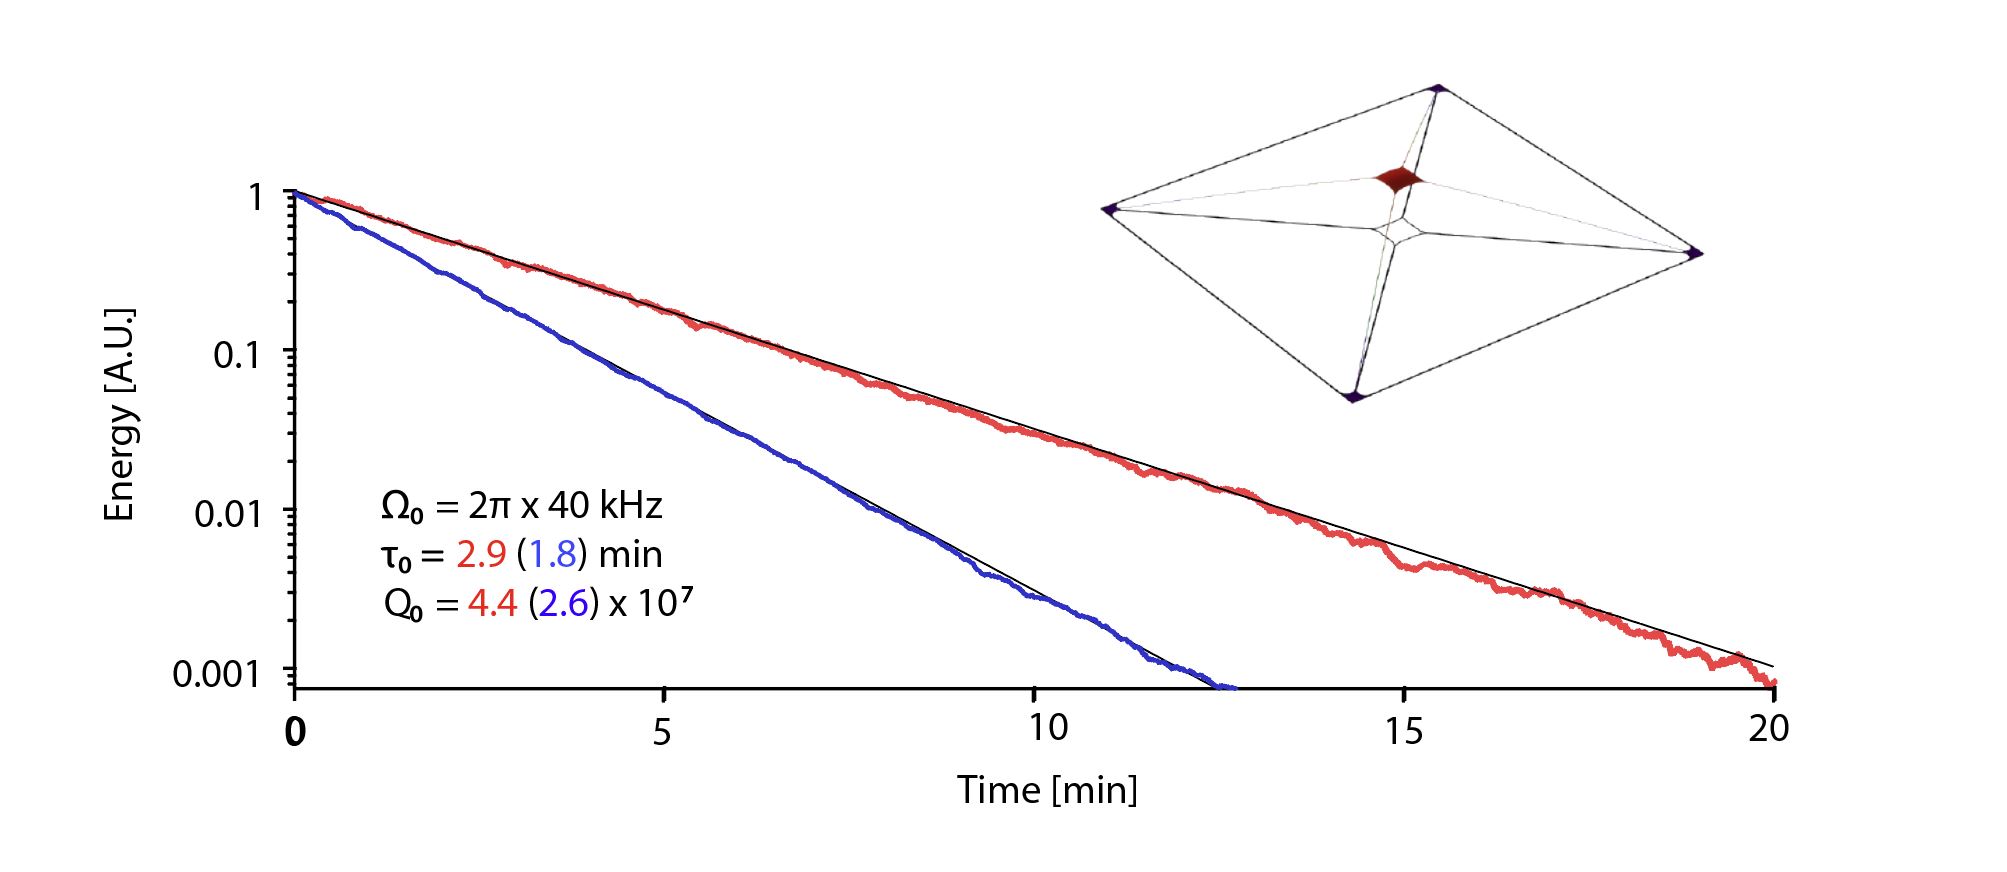 1
0.1
0.01
0.001
Energy [A.U.]
Ω₀ = 2π x 40 kHz
τ₀ = 2.9 (1.8) min
Q₀ = 4.4 (2.6) x 10⁷
0 5 10 15 20
Time [min]